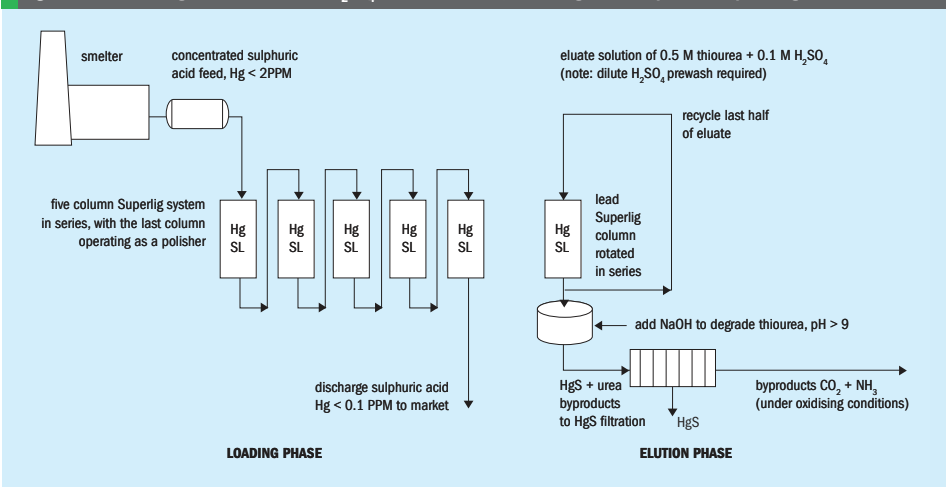 smelter
concentrated sulphuric
acid feed, Hg < 2PPM
five column Superlig system
in series, with the last column
operating as a polisher
Hg
SL
Hg
SL
Hg
SL
Hg
SL
Hg
SL
discharge sulphuric acid
Hg < 0.1 PPM to market
LOADING PHASE
eluate solution of 0.5 M thiourea + 0.1 M H₂SO₄
(note: dilute H₂SO₄ prewash required)
recycle last half
of eluate
Hg
SL
lead
Superlig
column
rotated
in series
add NaOH to degrade thiourea, pH > 9
HgS + urea
byproducts
to HgS filtration
HgS
byproducts CO₂ + NH₃
(under oxidising conditions)
ELUTION PHASE